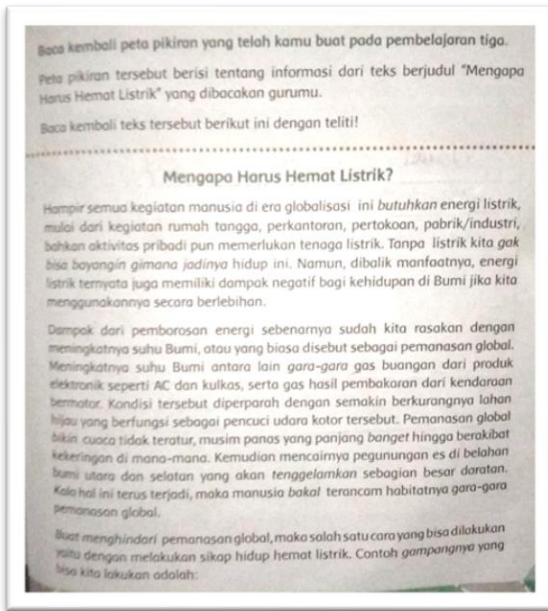 Baca kembali peta pikiran yang telah kamu buat pada pembelajaran tiga.
Peta pikiran tersebut berisi tentang informasi dari teks berjudul "Mengapa
Harus Hemat Listrik" yang dibacakan gurumu.
Baca kembali teks tersebut berikut ini dengan teliti!
Mengapa Harus Hemat Listrik?
Hampir semua kegiatan manusia di era globalisasi ini butuhkan energi listrik,
mulai dari kegiatan rumah tangga, perkantoran, pertokoan, pabrik/industri,
bahkan aktivitas pribadi pun memerlukan tenaga listrik. Tanpa listrik kita gak
bisa bayangin gimana jadinya hidup ini. Namun, dibalik manfaatnya, energi
listrik ternyata juga memiliki dampak negatif bagi kehidupan di Bumi jika kita
menggunakannya secara berlebihan.
Dampak dari pemborosan energi sebenarnya sudah kita rasakan dengan
meningkatnya suhu Bumi, atau yang biasa disebut sebagai pemanasan global.
Meningkatnya suhu Bumi antara lain gara-gara gas buangan dari produk
elektronik seperti AC dan kulkas, serta gas hasil pembakaran dari kendaraan
bermotor. Kondisi tersebut diperparah dengan semakin berkurangnya lahan
hijau yang berfungsi sebagai pencuci udara kotor tersebut. Pemanasan global
bikin cuaca tidak teratur, musim panas yang panjang banget hingga berakibat
kekeringan di mana-mana. Kemudian mencairnya pegunungan es di belahan
bumi utara dan selatan yang akan tenggelamkan sebagian besar daratan.
Kalo hal ini terus terjadi, maka manusia bakal terancam habitatnya gara-gara
pemanasan global.
Buat menghindari pemanasan global, maka salah satu cara yang bisa dilakukan
yaitu dengan melakukan sikap hidup hemat listrik. Contoh gampangnya yang
bisa kita lakukan adalah: